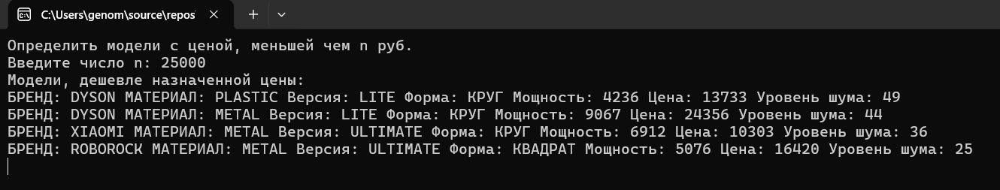 C:\Users\genom\source\repos
Определить модели с ценой, меньшей чем n руб.
Введите число n: 25000
Модели, дешевле назначенной цены:
БРЕНД: DYSON МАТЕРИАЛ: PLASTIC Версия: LITE Форма: КРУГ Мощность: 4236 Цена: 13733 Уровень шума: 49
БРЕНД: DYSON МАТЕРИАЛ: METAL Версия: LITE Форма: КРУГ Мощность: 9067 Цена: 24356 Уровень шума: 44
БРЕНД: XIAOMI МАТЕРИАЛ: METAL Версия: ULTIMATE Форма: КРУГ Мощность: 6912 Цена: 10303 Уровень шума: 36
БРЕНД: ROBOROCK МАТЕРИАЛ: METAL Версия: ULTIMATE Форма: КВАДРАТ Мощность: 5076 Цена: 16420 Уровень шума: 25